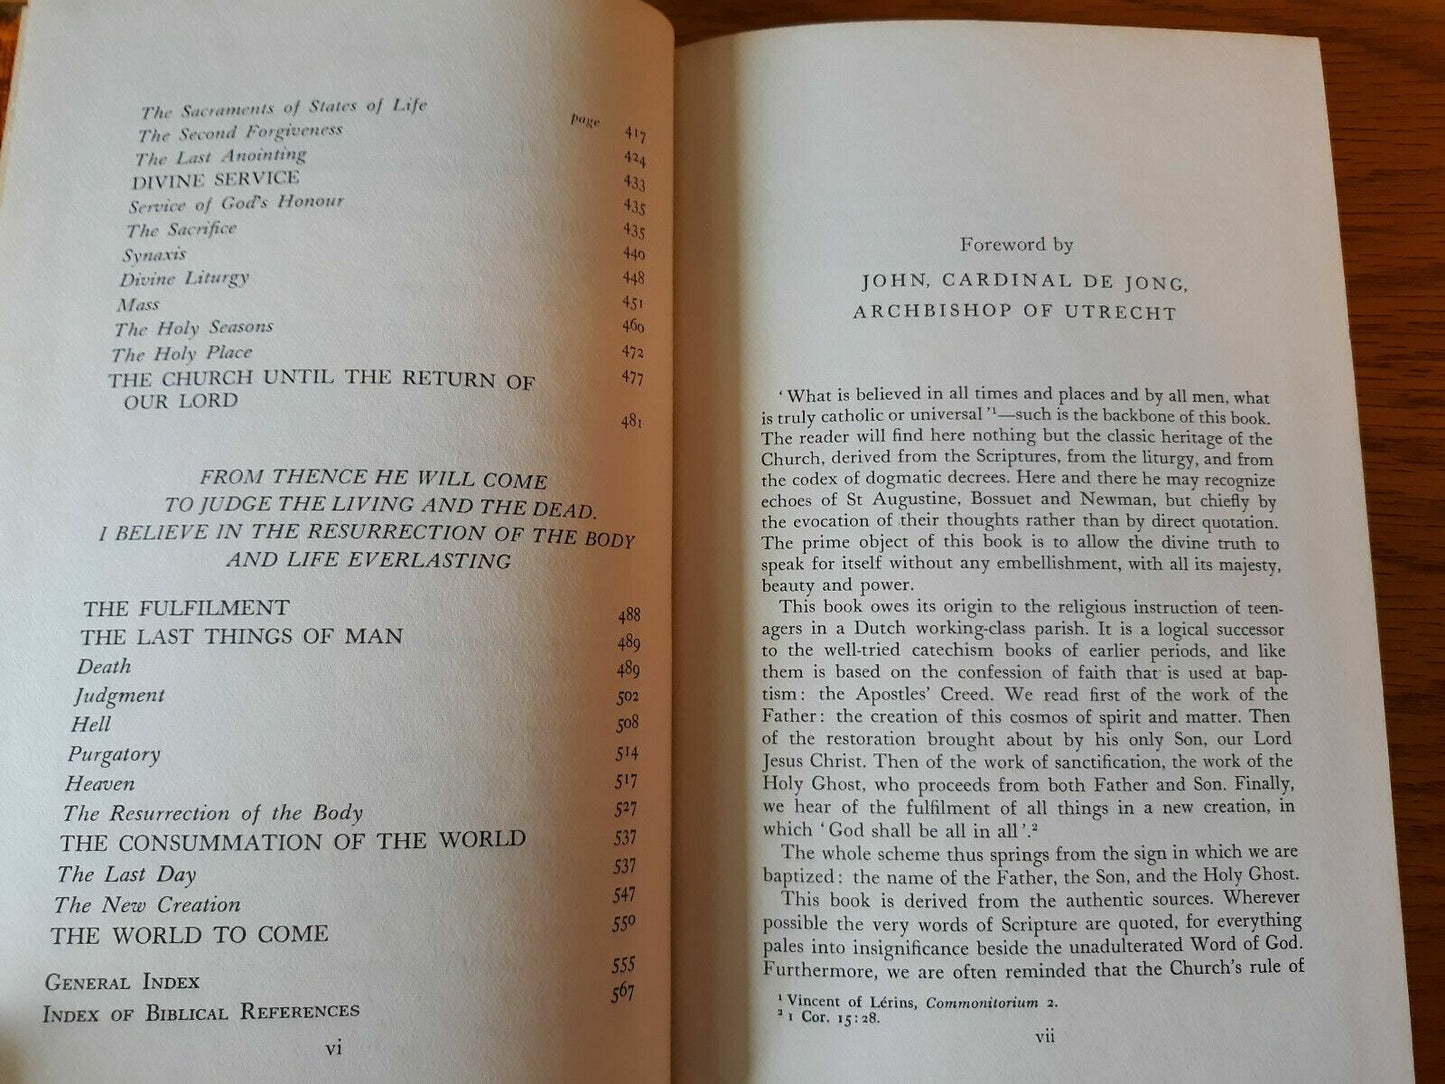 page
The Sacraments of States of Life 417
The Second Forgiveness 424
The Last Anointing 433
DIVINE SERVICE 435
Service of God's Honour 435
The Sacrifice 440
Synaxis 448
Divine Liturgy 451
Mass 460
The Holy Seasons 472
The Holy Place 477
THE CHURCH UNTIL THE RETURN OF
OUR LORD 481
FROM THENCE HE WILL COME
TO JUDGE THE LIVING AND THE DEAD.
I BELIEVE IN THE RESURRECTION OF THE BODY
AND LIFE EVERLASTING
THE FULFILMENT 488
THE LAST THINGS OF MAN 489
Death 489
Judgment 502
Hell 508
Purgatory 514
Heaven 517
The Resurrection of the Body 527
THE CONSUMMATION OF THE WORLD 537
The Last Day 537
The New Creation 547
THE WORLD TO COME 550
GENERAL INDEX 555
INDEX OF BIBLICAL REFERENCES 567
vi
Foreword by
JOHN, CARDINAL DE JONG,
ARCHBISHOP OF UTRECHT
‘What is believed in all times and places and by all men, what
is truly catholic or universal’¹—such is the backbone of this book.
The reader will find here nothing but the classic heritage of the
Church, derived from the Scriptures, from the liturgy, and from
the codex of dogmatic decrees. Here and there he may recognize
echoes of St Augustine, Bossuet and Newman, but chiefly by
the evocation of their thoughts rather than by direct quotation.
The prime object of this book is to allow the divine truth to
speak for itself without any embellishment, with all its majesty,
beauty and power.
This book owes its origin to the religious instruction of teen-
agers in a Dutch working-class parish. It is a logical successor
to the well-tried catechism books of earlier periods, and like
them is based on the confession of faith that is used at bap-
tism: the Apostles' Creed. We read first of the work of the
Father: the creation of this cosmos of spirit and matter. Then
of the restoration brought about by his only Son, our Lord
Jesus Christ. Then of the work of sanctification, the work of the
Holy Ghost, who proceeds from both Father and Son. Finally,
we hear of the fulfilment of all things in a new creation, in
which ‘God shall be all in all’.²
The whole scheme thus springs from the sign in which we are
baptized: the name of the Father, the Son, and the Holy Ghost.
This book is derived from the authentic sources. Wherever
possible the very words of Scripture are quoted, for everything
pales into insignificance beside the unadulterated Word of God.
Furthermore, we are often reminded that the Church's rule of
¹ Vincent of Lérins, Commonitorium 2.
² 1 Cor. 15:28.
vii